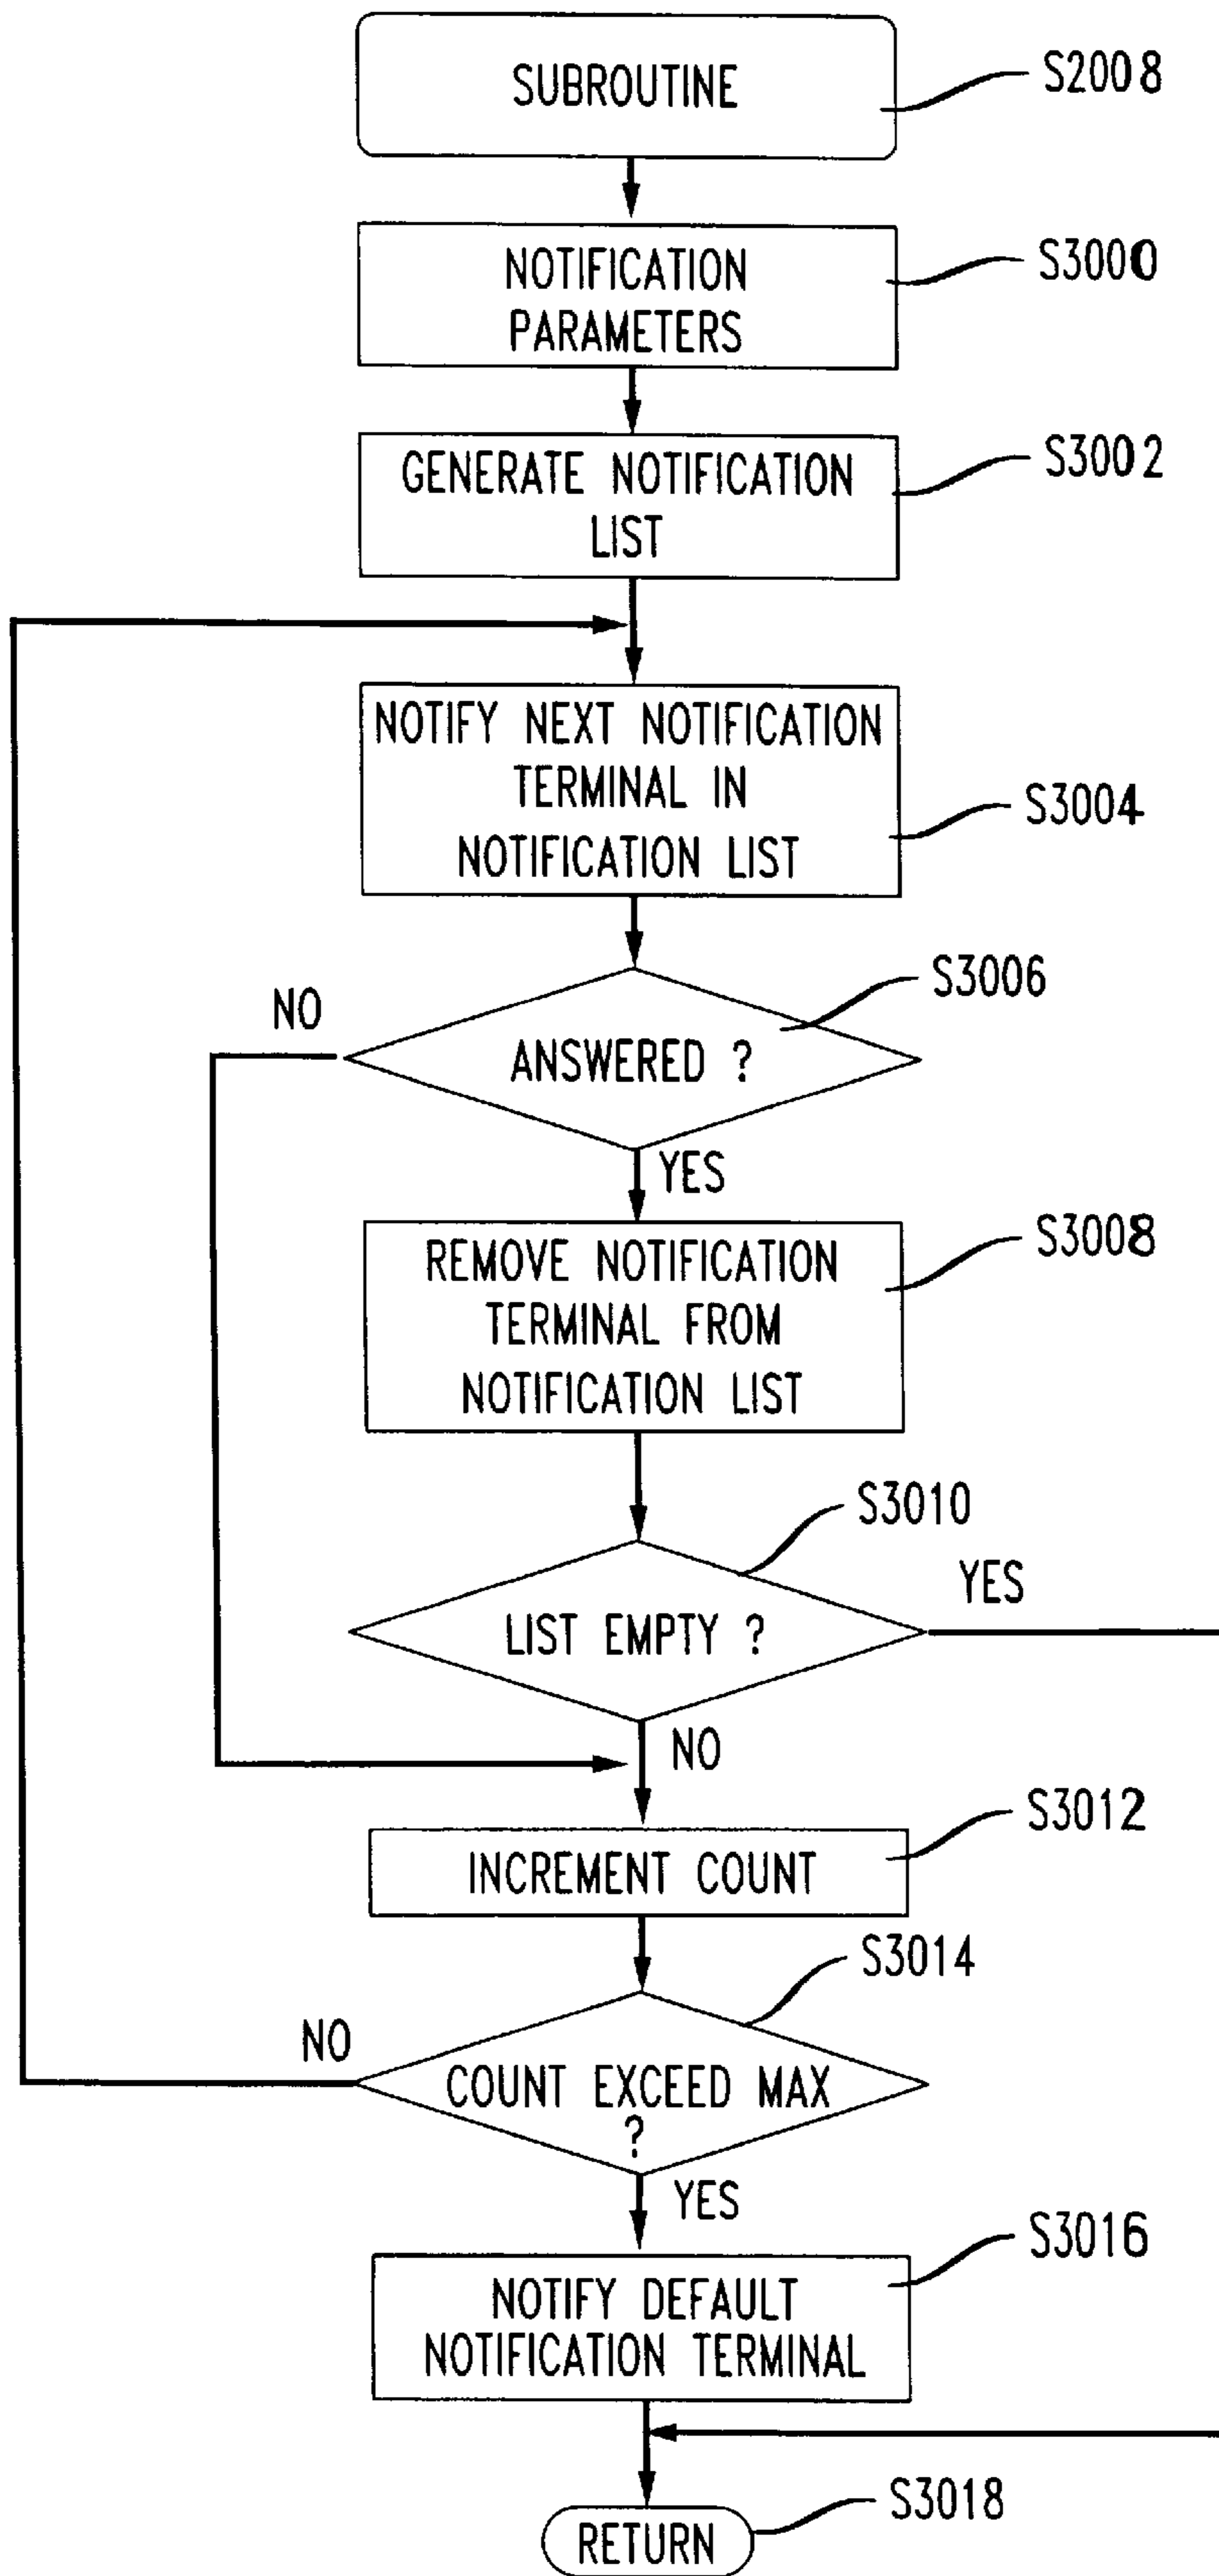 SUBROUTINE
S2008
NOTIFICATION
PARAMETERS
S3000
GENERATE NOTIFICATION
LIST
S3002
NOTIFY NEXT NOTIFICATION
TERMINAL IN
NOTIFICATION LIST
S3004
S3006
NO
ANSWERED ?
YES
REMOVE NOTIFICATION
TERMINAL FROM
NOTIFICATION LIST
S3008
S3010
YES
LIST EMPTY ?
NO
S3012
INCREMENT COUNT
S3014
NO
COUNT EXCEED MAX
?
YES
S3016
NOTIFY DEFAULT
NOTIFICATION TERMINAL
S3018
RETURN